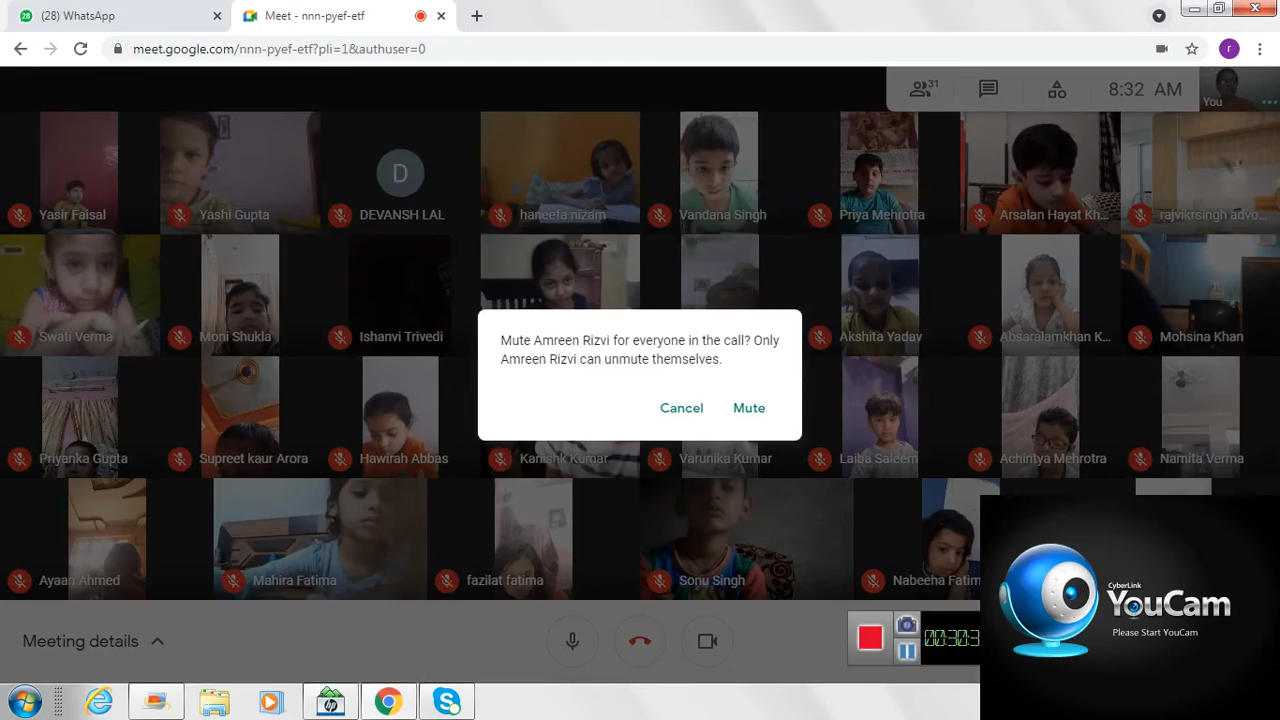 (28) WhatsApp
Meet - nnn-pyef-etf
meet.google.com/nnn-pyef-etf?pli=1&authuser=0
r
31
8:32 AM
You
D
Yasir Faisal
Yashi Gupta
DEVANSH LAL
haneefa nizam
Vandana Singh
Priya Mehrotra
Arsalan Hayat Kh...
rajvikrsingh advo...
Swati Verma
Moni Shukla
Ishanvi Trivedi
Akshita Yadav
Absaralamkhan K...
Mohsina Khan
Mute Amreen Rizvi for everyone in the call? Only
Amreen Rizvi can unmute themselves.
Cancel
Mute
Priyanka Gupta
Supreet kaur Arora
Hawirah Abbas
Kanishk Kumar
Varunika Kumar
Laiba Saleem
Achintya Mehrotra
Namita Verma
Ayaan Ahmed
Mahira Fatima
fazilat fatima
Sonu Singh
Nabeeha Fatim
CyberLink
YouCam
Please Start YouCam
Meeting details
00:30:3